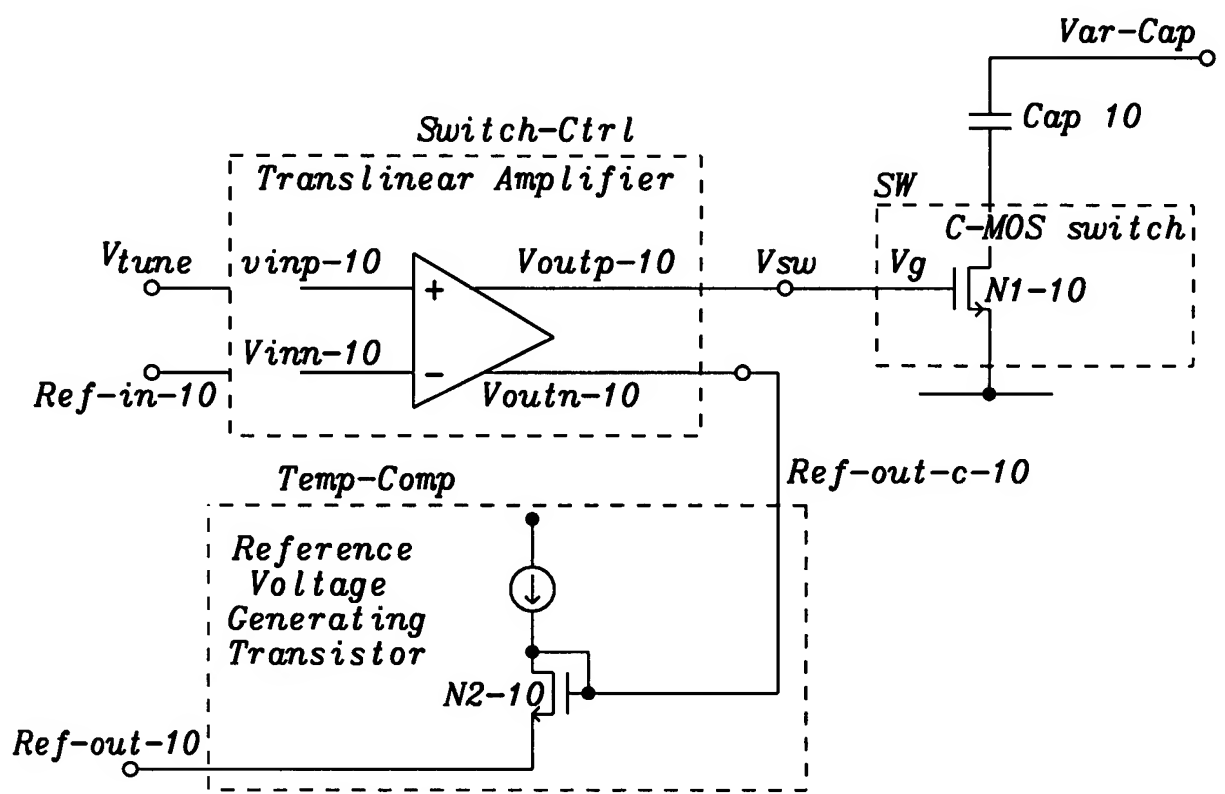 Var-Cap
Cap 10
Switch-Ctrl
Translinear Amplifier
SW
C-MOS switch
Vtune
vinp-10
Voutp-10
Vsw
Vg
N1-10
+
Vinn-10
-
Ref-in-10
Voutn-10
Temp-Comp
Ref-out-c-10
Reference
Voltage
Generating
Transistor
N2-10
Ref-out-10